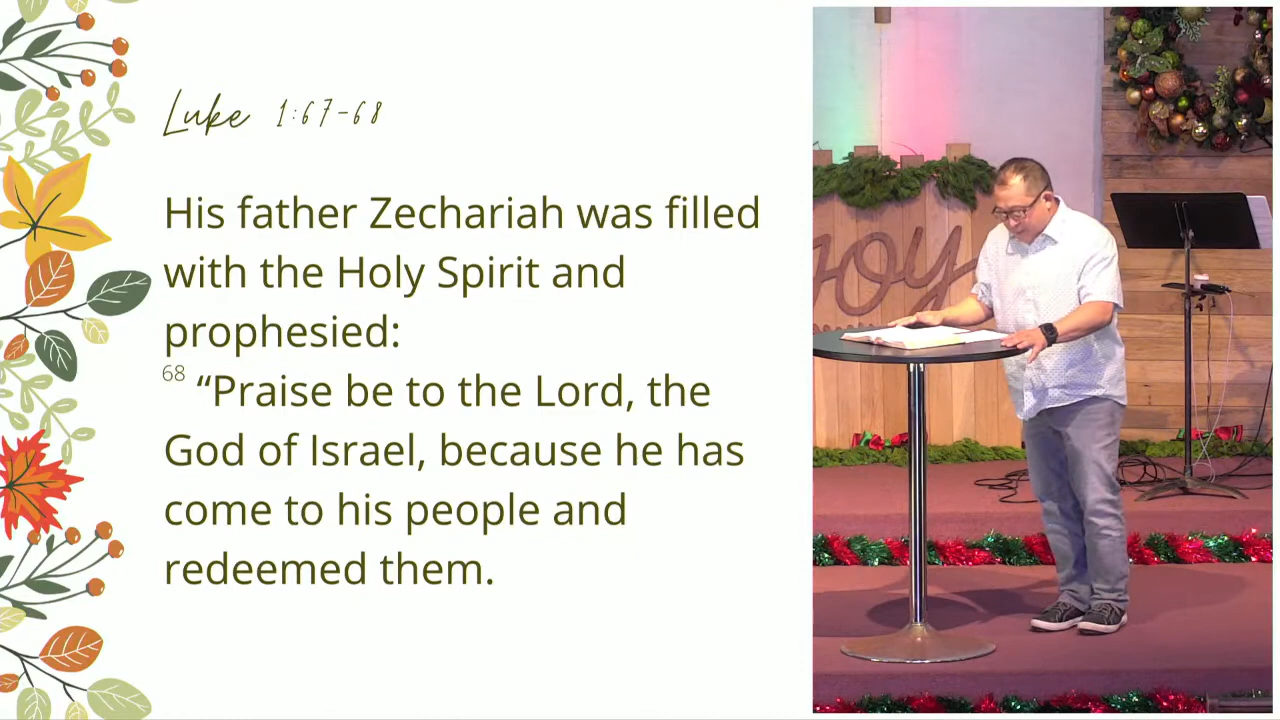 Luke 1:67-68
His father Zechariah was filled
with the Holy Spirit and
prophesied:
68 “Praise be to the Lord, the
God of Israel, because he has
come to his people and
redeemed them.
joy